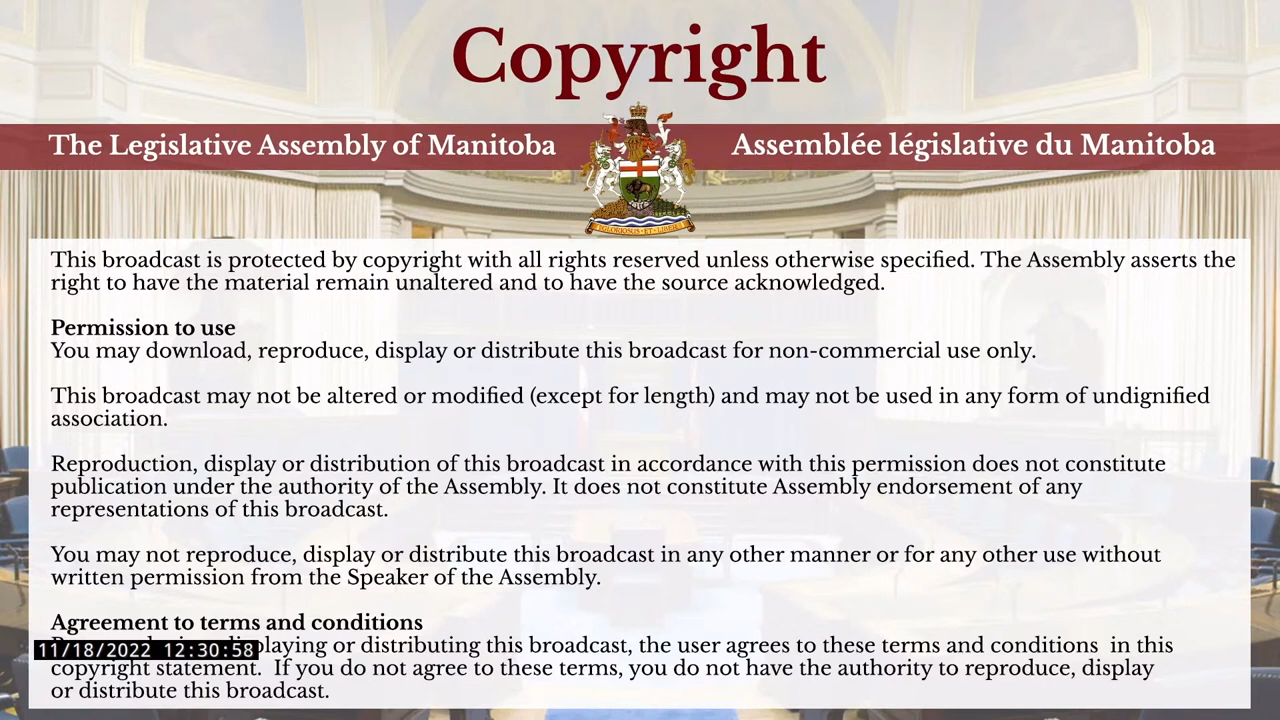 Copyright
The Legislative Assembly of Manitoba
Assemblée législative du Manitoba
This broadcast is protected by copyright with all rights reserved unless otherwise specified. The Assembly asserts the
right to have the material remain unaltered and to have the source acknowledged.
Permission to use
You may download, reproduce, display or distribute this broadcast for non-commercial use only.
This broadcast may not be altered or modified (except for length) and may not be used in any form of undignified
association.
Reproduction, display or distribution of this broadcast in accordance with this permission does not constitute
publication under the authority of the Assembly. It does not constitute Assembly endorsement of any
representations of this broadcast.
You may not reproduce, display or distribute this broadcast in any other manner or for any other use without
written permission from the Speaker of the Assembly.
Agreement to terms and conditions
11/18/2022 12:30:58
or distributing this broadcast, the user agrees to these terms and conditions in this
copyright statement. If you do not agree to these terms, you do not have the authority to reproduce, display
or distribute this broadcast.